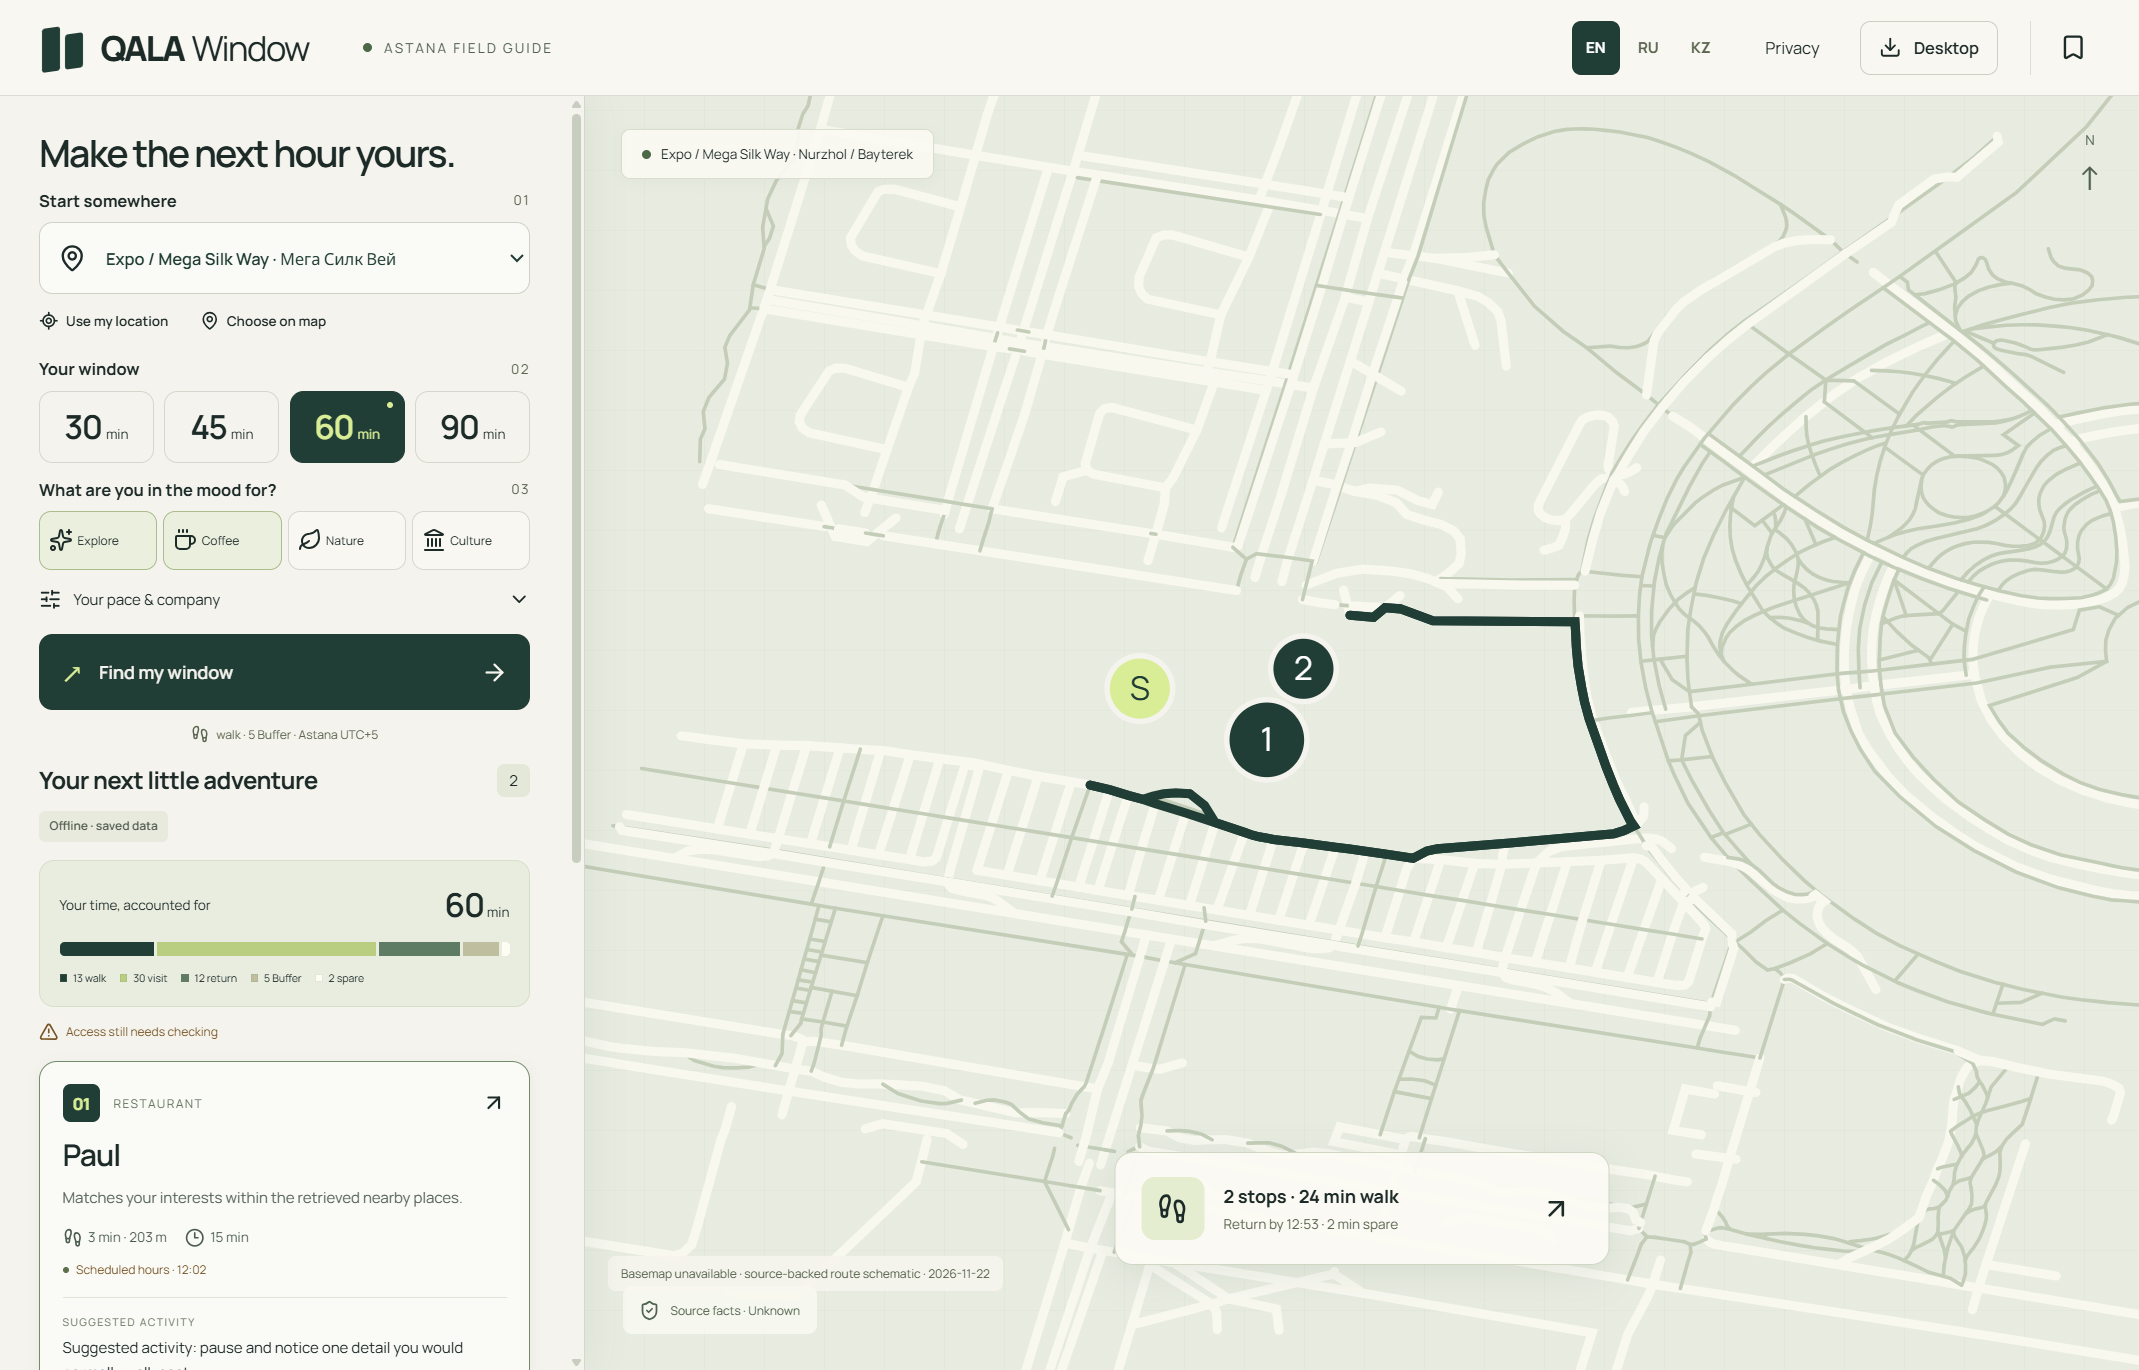 QALA Window
ASTANA FIELD GUIDE
EN
RU
KZ
Privacy
Desktop
Make the next hour yours.
Start somewhere
01
Expo / Mega Silk Way · Мега Силк Вей
Use my location
Choose on map
Your window
02
30 min
45 min
60 min
90 min
What are you in the mood for?
03
Explore
Coffee
Nature
Culture
Your pace & company
Find my window
walk · 5 Buffer · Astana UTC+5
Your next little adventure
2
Offline · saved data
Your time, accounted for
60 min
13 walk
30 visit
12 return
5 Buffer
2 spare
Access still needs checking
01
RESTAURANT
Paul
Matches your interests within the retrieved nearby places.
3 min · 203 m
15 min
Scheduled hours · 12:02
SUGGESTED ACTIVITY
Suggested activity: pause and notice one detail you would
Expo / Mega Silk Way · Nurzhol / Bayterek
N
S
2
1
2 stops · 24 min walk
Return by 12:53 · 2 min spare
Basemap unavailable · source-backed route schematic · 2026-11-22
Source facts · Unknown